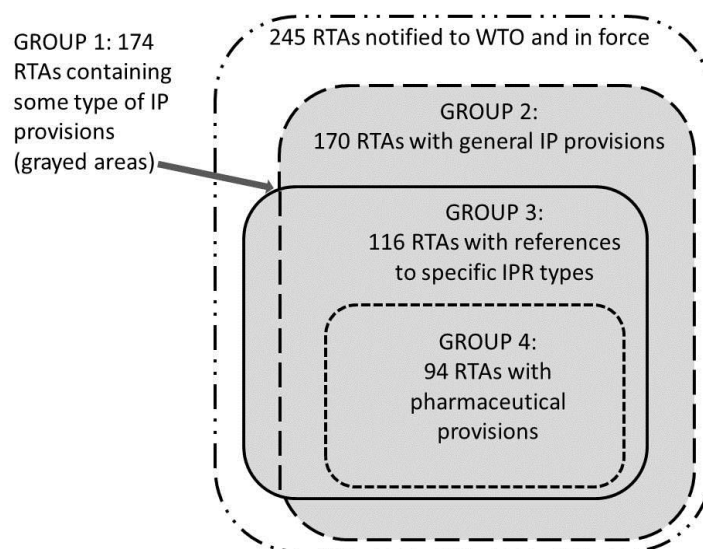 GROUP 1: 174
RTAs containing
some type of IP
provisions
(grayed areas)
245 RTAs notified to WTO and in force
GROUP 2:
170 RTAs with general IP provisions
GROUP 3:
116 RTAs with references
to specific IPR types
GROUP 4:
94 RTAs with
pharmaceutical
provisions